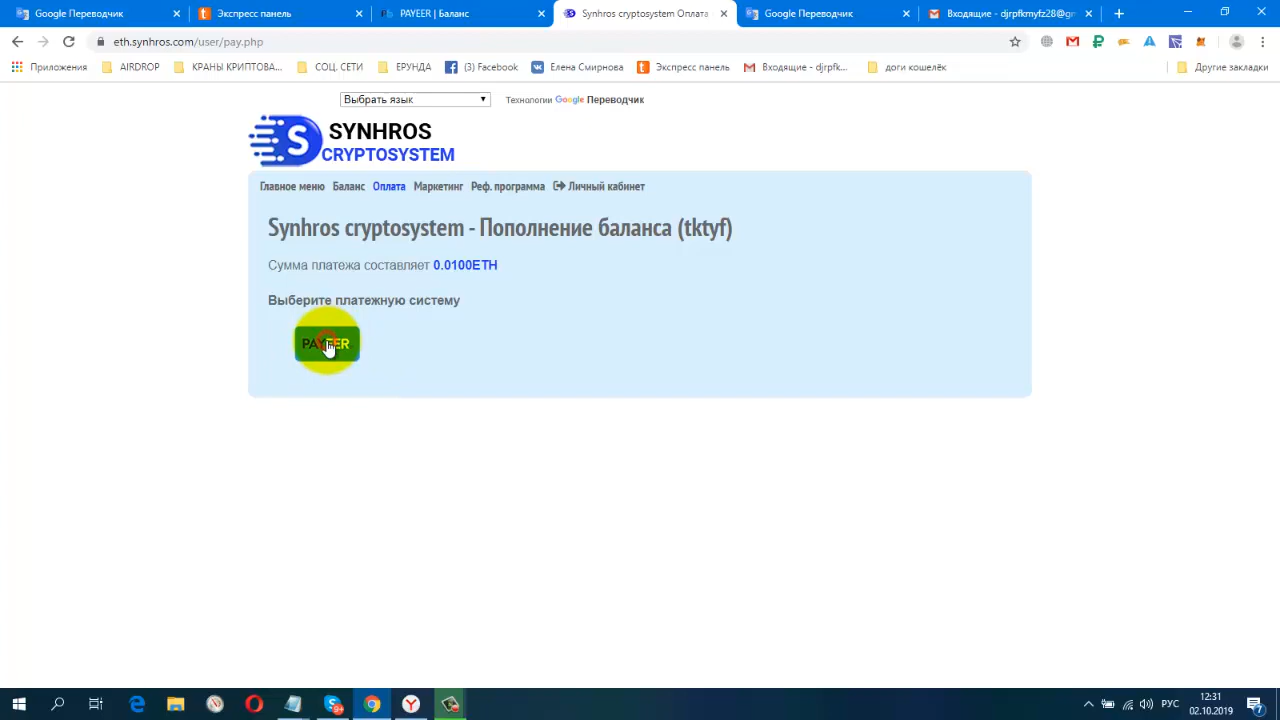 Google Переводчик
Экспресс панель
PAYEER | Баланс
Synhros cryptosystem Оплата
Google Переводчик
Входящие - djrpfkmyfz28@gm
eth.synhros.com/user/pay.php
Приложения
AIRDROP
КРАНЫ КРИПТОВА...
СОЦ. СЕТИ
ЕРУНДА
(3) Facebook
Елена Смирнова
Экспресс панель
Входящие - djrpfk...
доги кошелёк
Другие закладки
Выбрать язык
Технологии Google Переводчик
SYNHROS
CRYPTOSYSTEM
Главное меню Баланс Оплата Маркетинг Реф. программа Личный кабинет
Synhros cryptosystem - Пополнение баланса (tktyf)
Сумма платежа составляет 0.0100ETH
Выберите платежную систему
PAYEER
РУС
12:31
02.10.2019